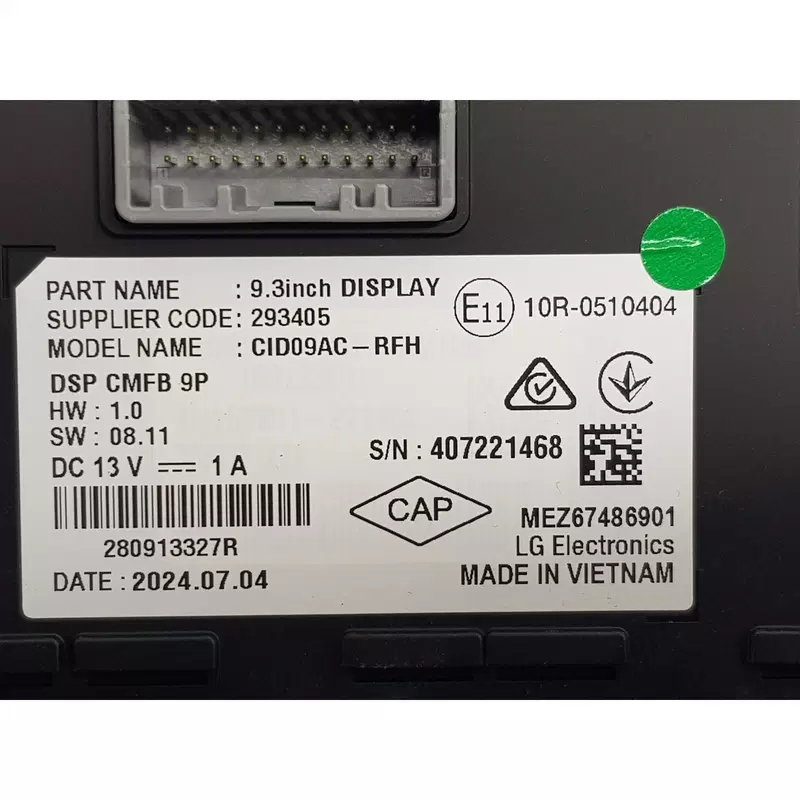 1 12
PART NAME : 9.3inch DISPLAY
SUPPLIER CODE: 293405
MODEL NAME : CID09AC-RFH
E11 10R-0510404
DSP CMFB 9P
HW : 1.0
SW : 08.11
DC 13 V 1 A
S/N : 407221468
280913327R
CAP
MEZ67486901
LG Electronics
DATE : 2024.07.04
MADE IN VIETNAM